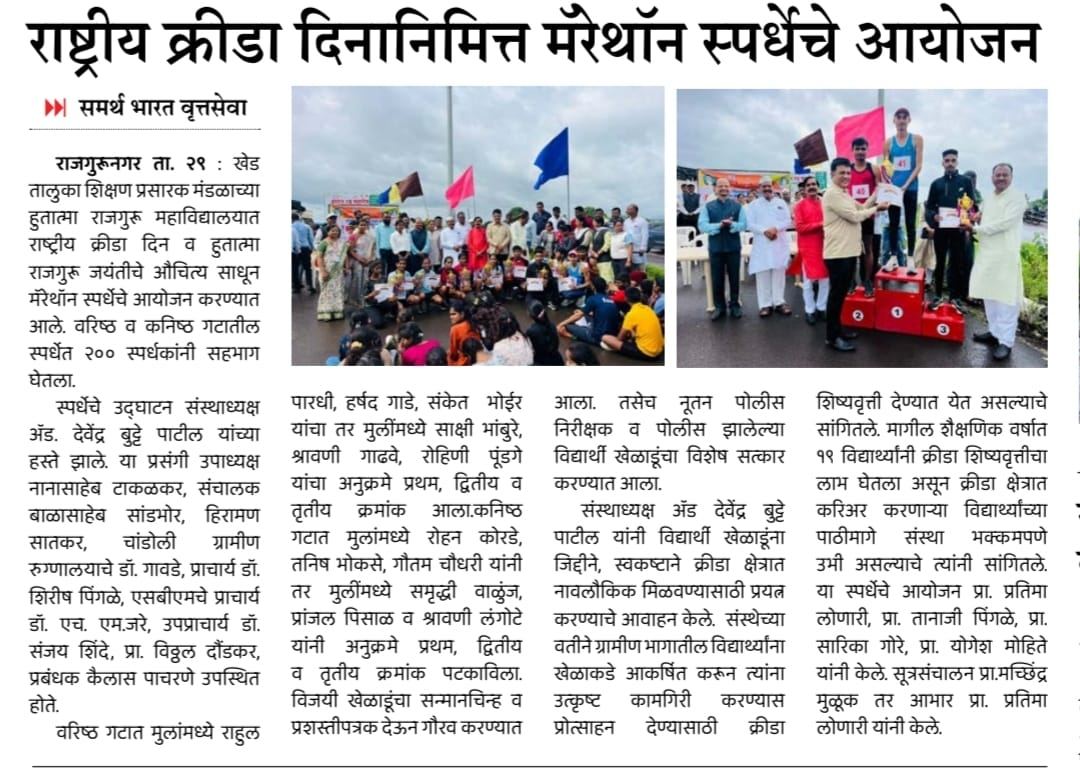 राष्ट्रीय क्रीडा दिनानिमित्त मॅरेथॉन स्पर्धेचे आयोजन
समर्थ भारत वृत्तसेवा
राजगुरूनगर ता. २९ : खेड
तालुका शिक्षण प्रसारक मंडळाच्या
हुतात्मा राजगुरू महाविद्यालयात
राष्ट्रीय क्रीडा दिन व हुतात्मा
राजगुरू जयंतीचे औचित्य साधून
मॅरेथॉन स्पर्धेचे आयोजन करण्यात
आले. वरिष्ठ व कनिष्ठ गटातील
स्पर्धेत २०० स्पर्धकांनी सहभाग
घेतला.
स्पर्धेचे उद्घाटन संस्थाध्यक्ष
ॲड. देवेंद्र बुट्टे पाटील यांच्या
हस्ते झाले. या प्रसंगी उपाध्यक्ष
नानासाहेब टाकळकर, संचालक
बाळासाहेब सांडभोर, हिरामण
सातकर, चांडोली ग्रामीण
रुग्णालयाचे डॉ. गावडे, प्राचार्य डॉ.
शिरीष पिंगळे, एसबीएमचे प्राचार्य
डॉ. एच. एम.जरे, उपप्राचार्य डॉ.
संजय शिंदे, प्रा. विठ्ठल दौंडकर,
प्रबंधक कैलास पाचरणे उपस्थित
होते.
वरिष्ठ गटात मुलांमध्ये राहुल
पारधी, हर्षद गाडे, संकेत भोईर
यांचा तर मुलींमध्ये साक्षी भांबुरे,
श्रावणी गाढवे, रोहिणी पूंडगे
यांचा अनुक्रमे प्रथम, द्वितीय व
तृतीय क्रमांक आला.कनिष्ठ
गटात मुलांमध्ये रोहन कोरडे,
तनिष भोकसे, गौतम चौधरी यांनी
तर मुलींमध्ये समृद्धी वाळुंज,
प्रांजल पिसाळ व श्रावणी लंगोटे
यांनी अनुक्रमे प्रथम, द्वितीय
व तृतीय क्रमांक पटकाविला.
विजयी खेळाडूंचा सन्मानचिन्ह व
प्रशस्तीपत्रक देऊन गौरव करण्यात
आला. तसेच नूतन पोलीस
निरीक्षक व पोलीस झालेल्या
विद्यार्थी खेळाडूंचा विशेष सत्कार
करण्यात आला.
संस्थाध्यक्ष ॲड देवेंद्र बुट्टे
पाटील यांनी विद्यार्थी खेळाडूंना
जिद्दीने, स्वकष्टाने क्रीडा क्षेत्रात
नावलौकिक मिळवण्यासाठी प्रयत्न
करण्याचे आवाहन केले. संस्थेच्या
वतीने ग्रामीण भागातील विद्यार्थ्यांना
खेळाकडे आकर्षित करून त्यांना
उत्कृष्ट कामगिरी करण्यास
प्रोत्साहन देण्यासाठी क्रीडा
शिष्यवृत्ती देण्यात येत असल्याचे
सांगितले. मागील शैक्षणिक वर्षात
१९ विद्यार्थ्यांनी क्रीडा शिष्यवृत्तीचा
लाभ घेतला असून क्रीडा क्षेत्रात
करिअर करणाऱ्या विद्यार्थ्यांच्या
पाठीमागे संस्था भक्कमपणे
उभी असल्याचे त्यांनी सांगितले.
या स्पर्धेचे आयोजन प्रा. प्रतिमा
लोणारी, प्रा. तानाजी पिंगळे, प्रा.
सारिका गोरे, प्रा. योगेश मोहिते
यांनी केले. सूत्रसंचालन प्रा.मच्छिंद्र
मुळूक तर आभार प्रा. प्रतिमा
लोणारी यांनी केले.
40
41
2
1
3